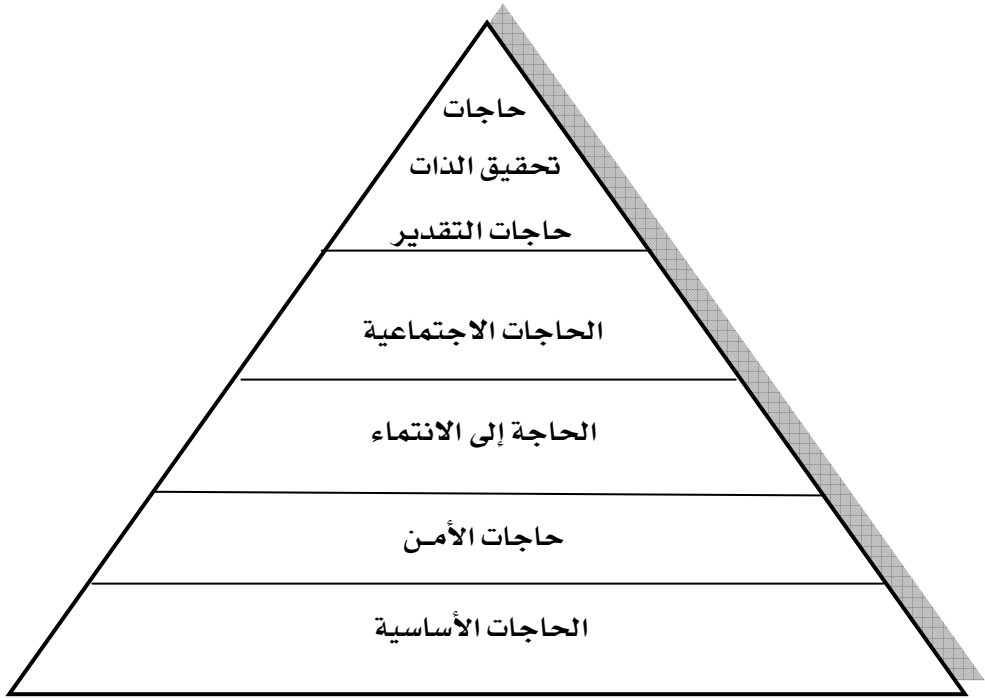 حاجات
تحقيق الذات
حاجات التقدير
الحاجات الاجتماعية
الحاجة إلى الانتماء
حاجات الأمـن
الحاجات الأساسية